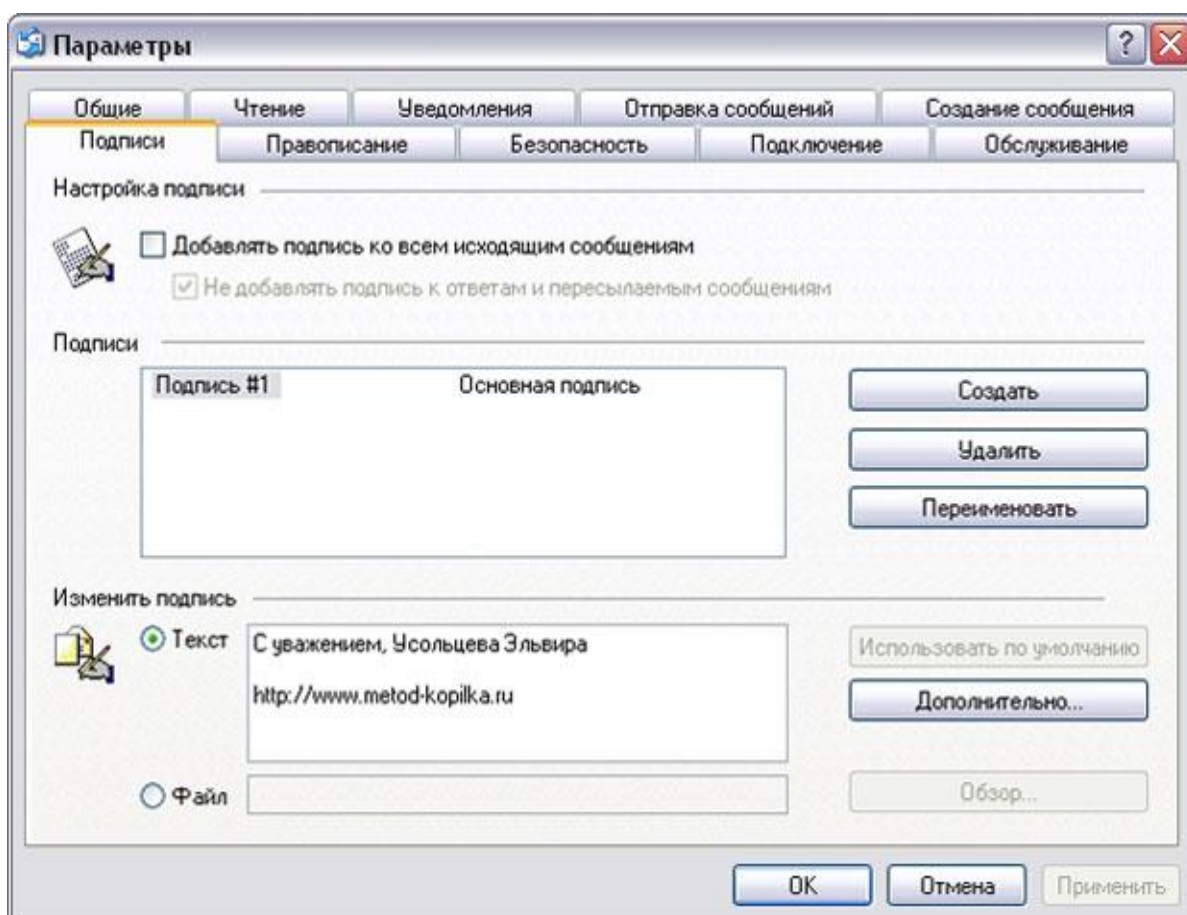 Параметры
Общие Чтение Уведомления Отправка сообщений Создание сообщения
Подписи Правописание Безопасность Подключение Обслуживание
Настройка подписи
Добавлять подпись ко всем исходящим сообщениям
Не добавлять подпись к ответам и пересылаемым сообщениям
Подписи
Подпись #1 Основная подпись
Создать
Удалить
Переименовать
Изменить подпись
Текст
С уважением, Усольцева Эльвира
http://www.metod-kopilka.ru
Использовать по умолчанию
Дополнительно...
Файл
Обзор...
ОК Отмена Применить